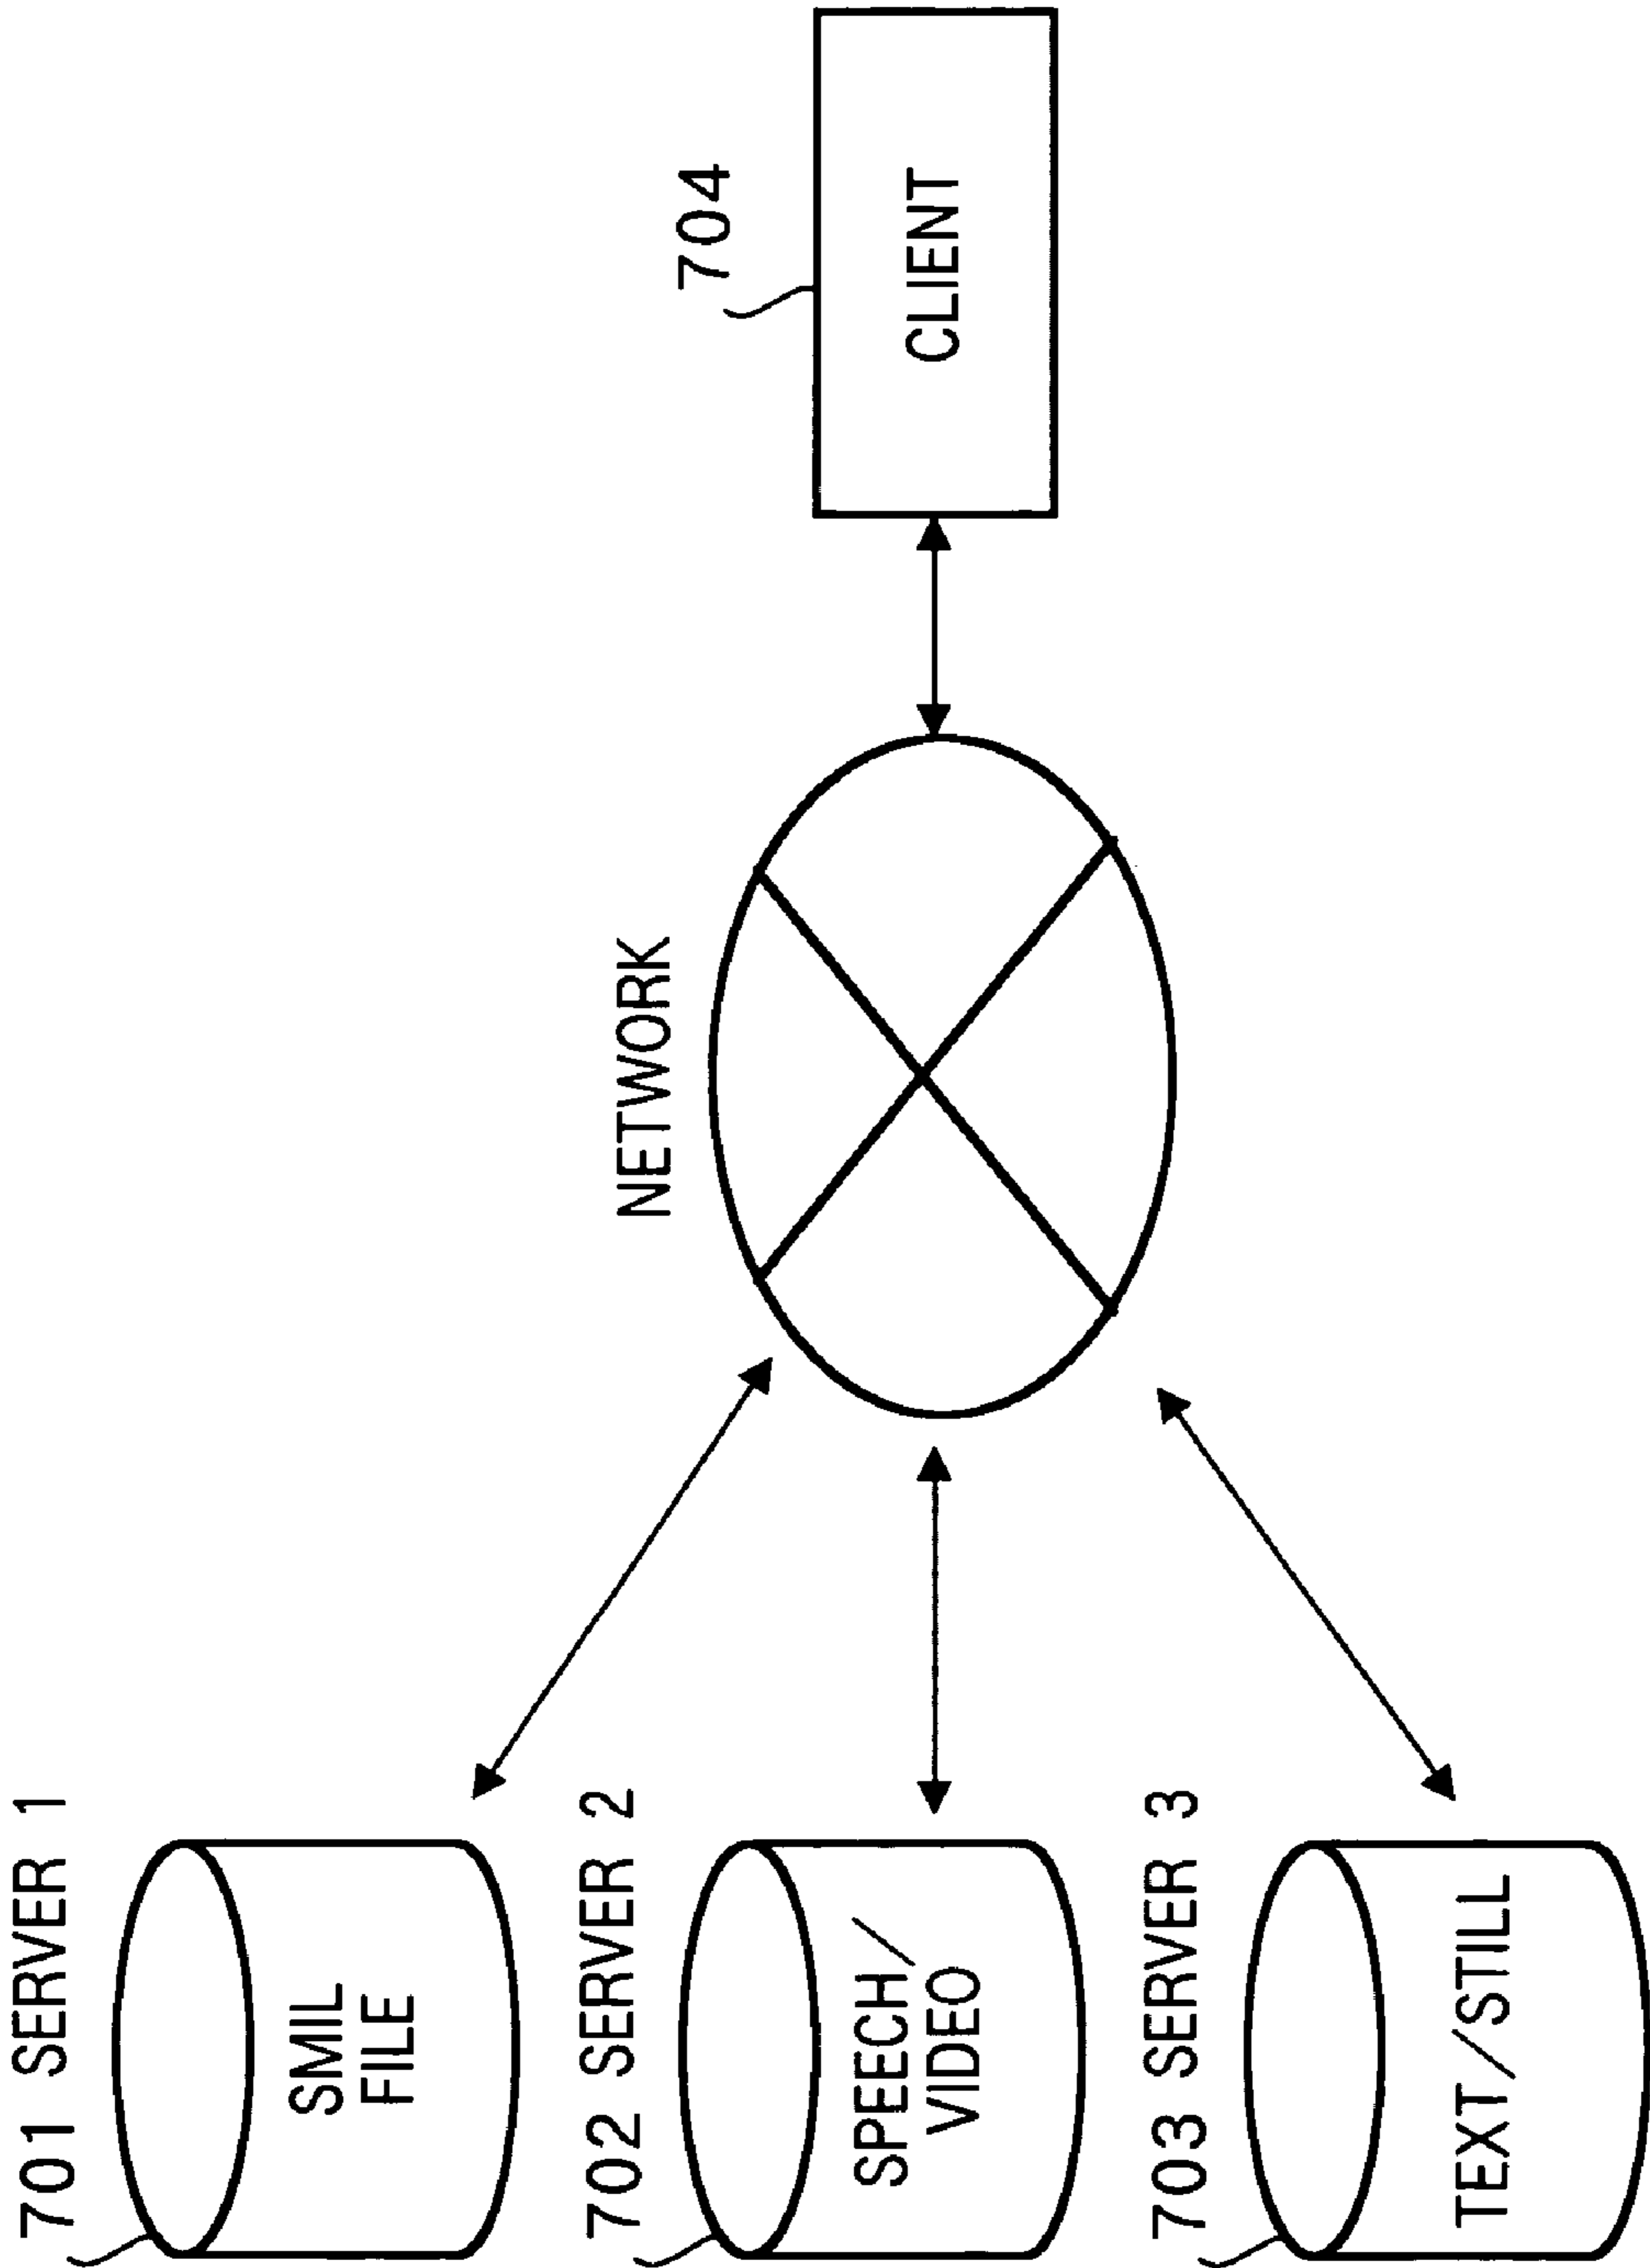 701 SERVER 1
SMIL
FILE
702 SERVER 2
SPEECH/
VIDEO
703 SERVER 3
TEXT/STILL
NETWORK
704
CLIENT